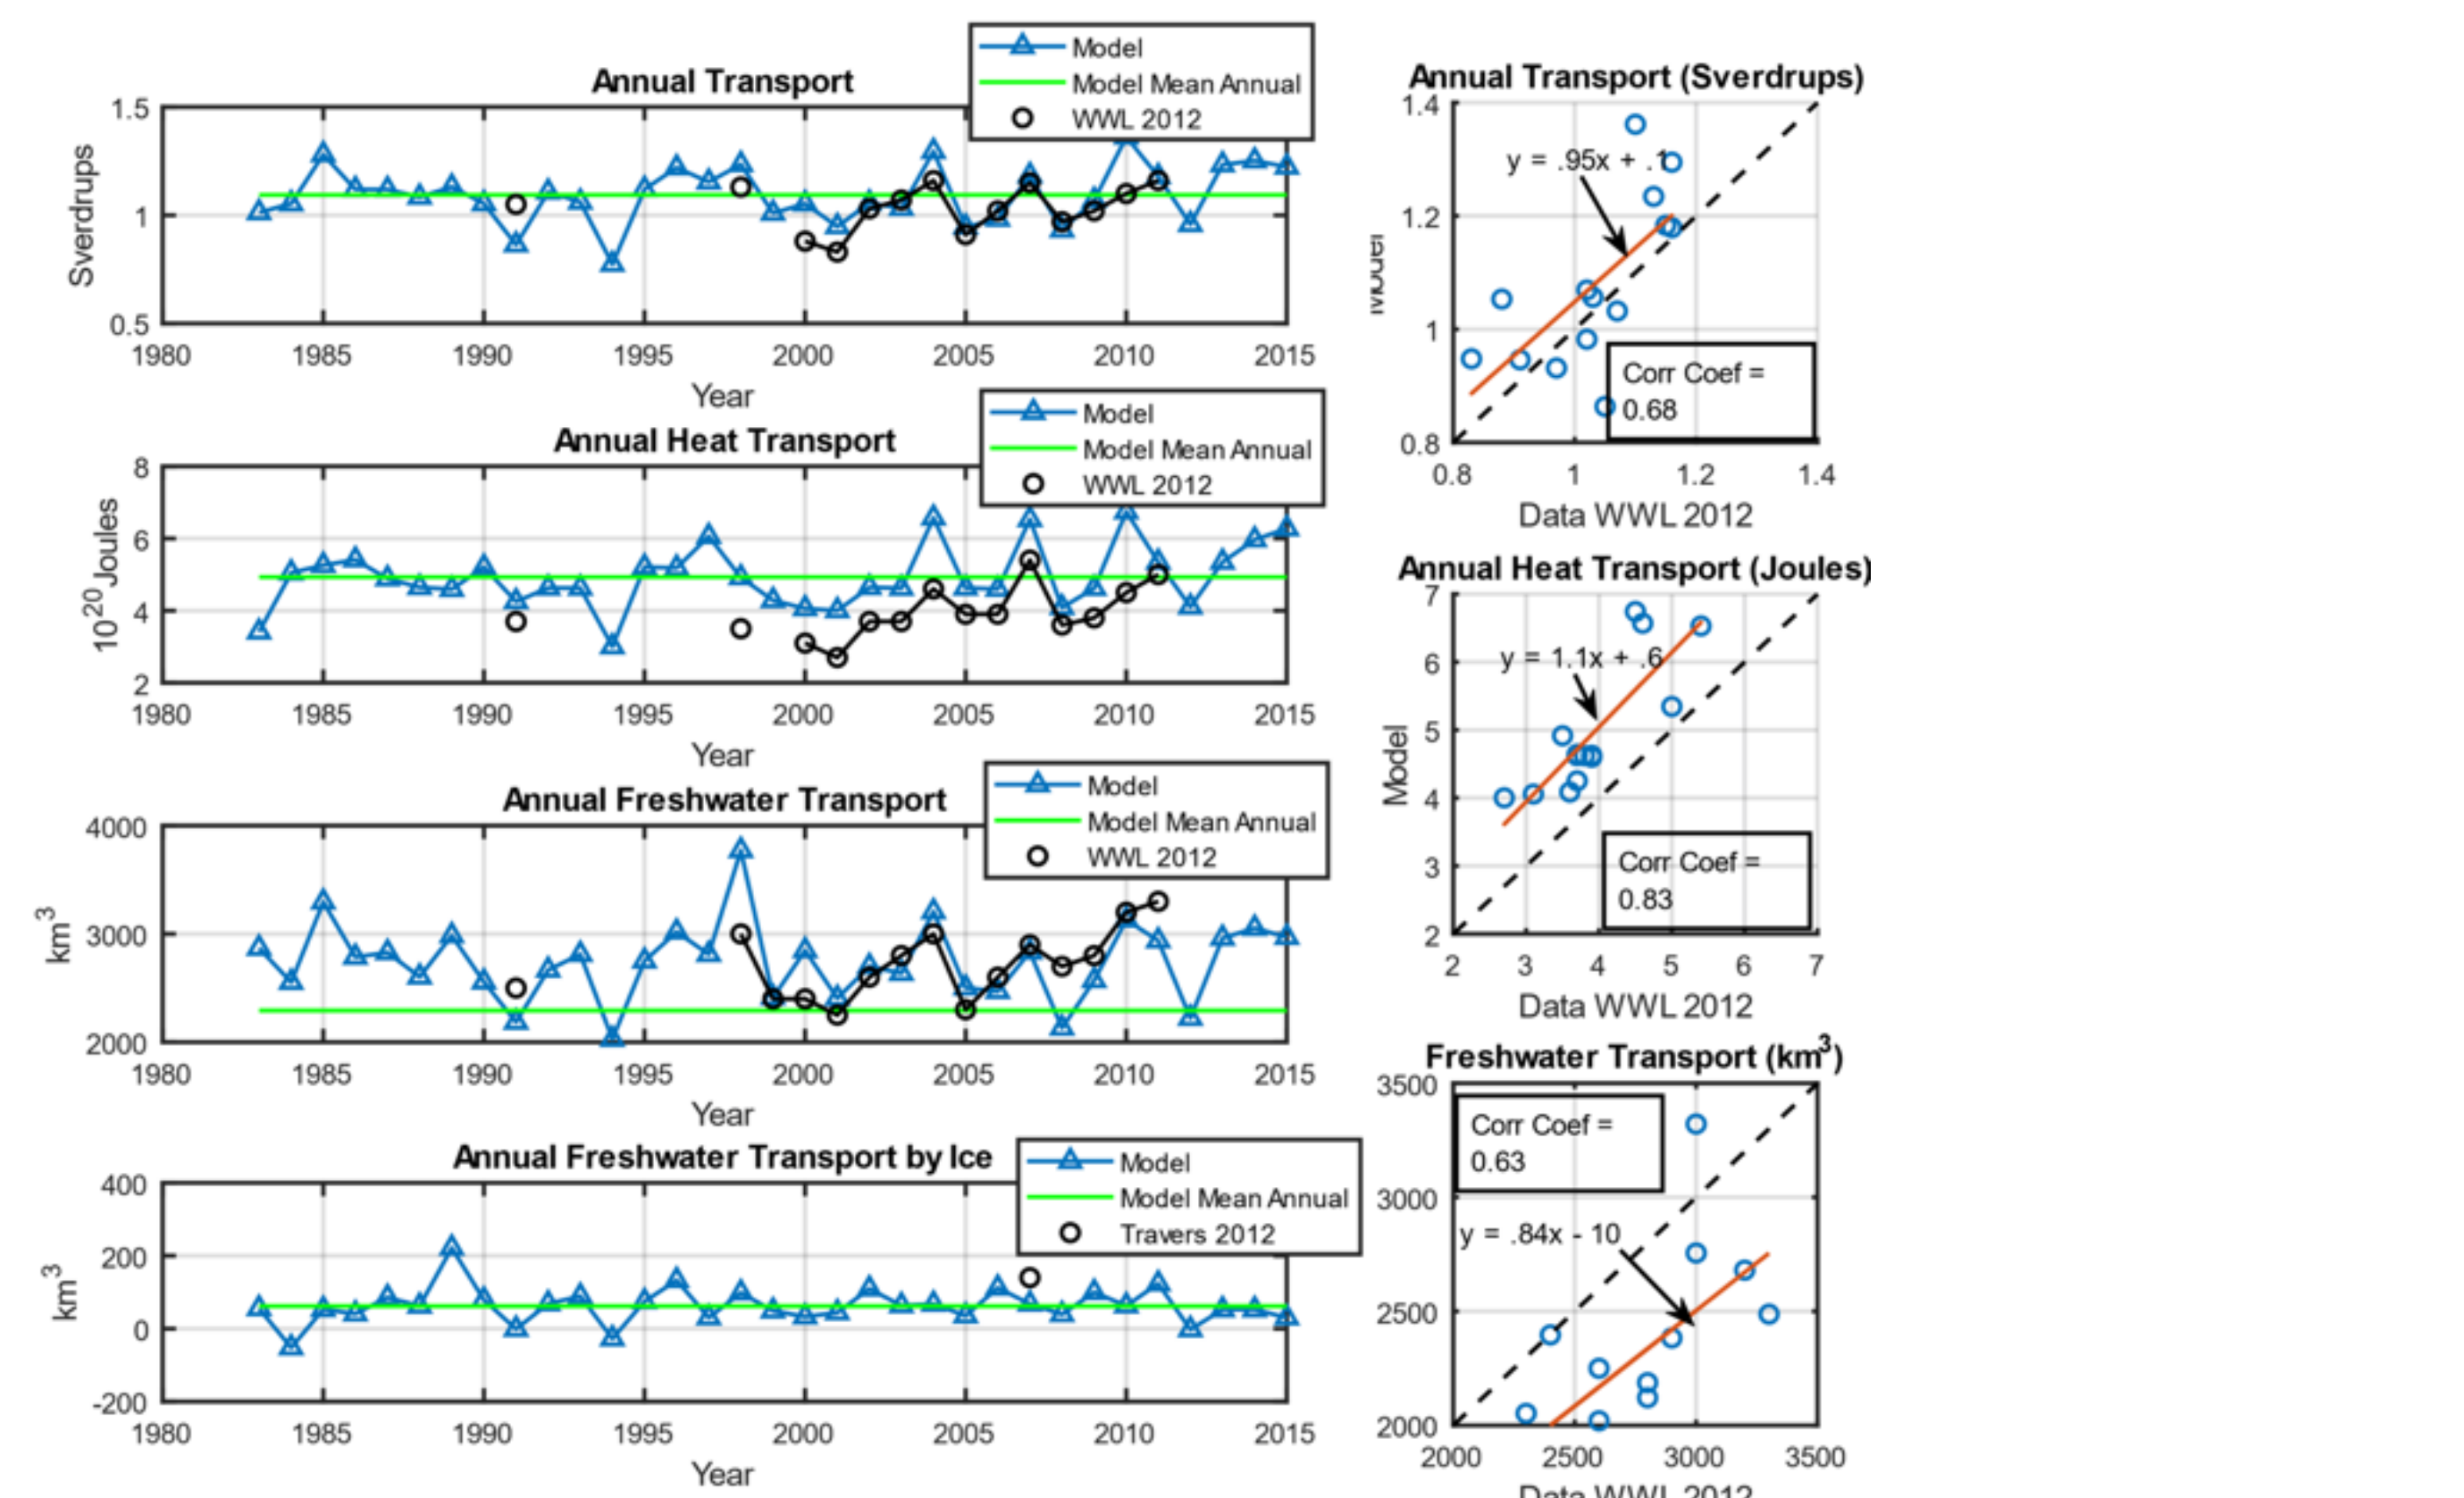 Annual Transport
Model
Model Mean Annual
WWL 2012
Sverdrups
1.5
1
0.5
1980 1985 1990 1995 2000 2005 2010 2015
Year
Annual Heat Transport
Model
Model Mean Annual
WWL 2012
10^20 Joules
8
6
4
2
1980 1985 1990 1995 2000 2005 2010 2015
Year
Annual Freshwater Transport
Model
Model Mean Annual
WWL 2012
km^3
4000
3000
2000
1980 1985 1990 1995 2000 2005 2010 2015
Year
Annual Freshwater Transport by Ice
Model
Model Mean Annual
Travers 2012
km^3
400
200
0
-200
1980 1985 1990 1995 2000 2005 2010 2015
Year
Annual Transport (Sverdrups)
1.4
1.2
1
0.8
y = .95x + .1
Corr Coef =
0.68
0.8 1 1.2 1.4
Data WWL 2012
Annual Heat Transport (Joules)
Model
7
6
5
4
3
2
y = 1.1x + .6
Corr Coef =
0.83
2 3 4 5 6 7
Data WWL 2012
Freshwater Transport (km^3)
3500
3000
2500
2000
Corr Coef =
0.63
y = .84x - 10
2000 2500 3000 3500
Data WWL 2012